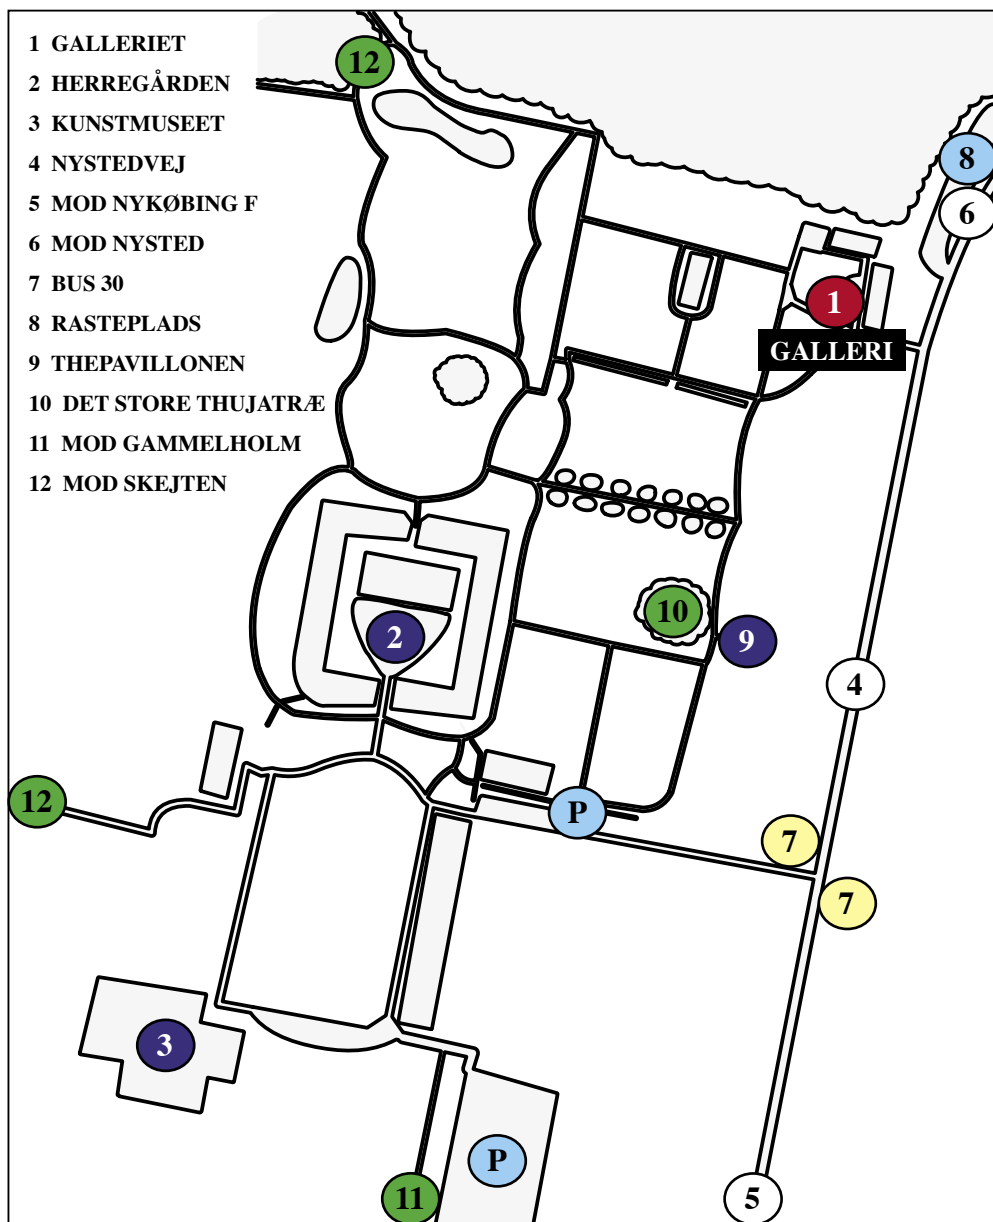 1 GALLERIET
2 HERREGÅRDEN
3 KUNSTMUSEET
4 NYSTEDVEJ
5 MOD NYKØBING F
6 MOD NYSTED
7 BUS 30
8 RASTEPLADS
9 THEPAVILLONEN
10 DET STORE THUJATRÆ
11 MOD GAMMELHOLM
12 MOD SKEJTEN
12
8
6
1
GALLERI
10
2
9
4
12
P
7
7
3
P
11
5